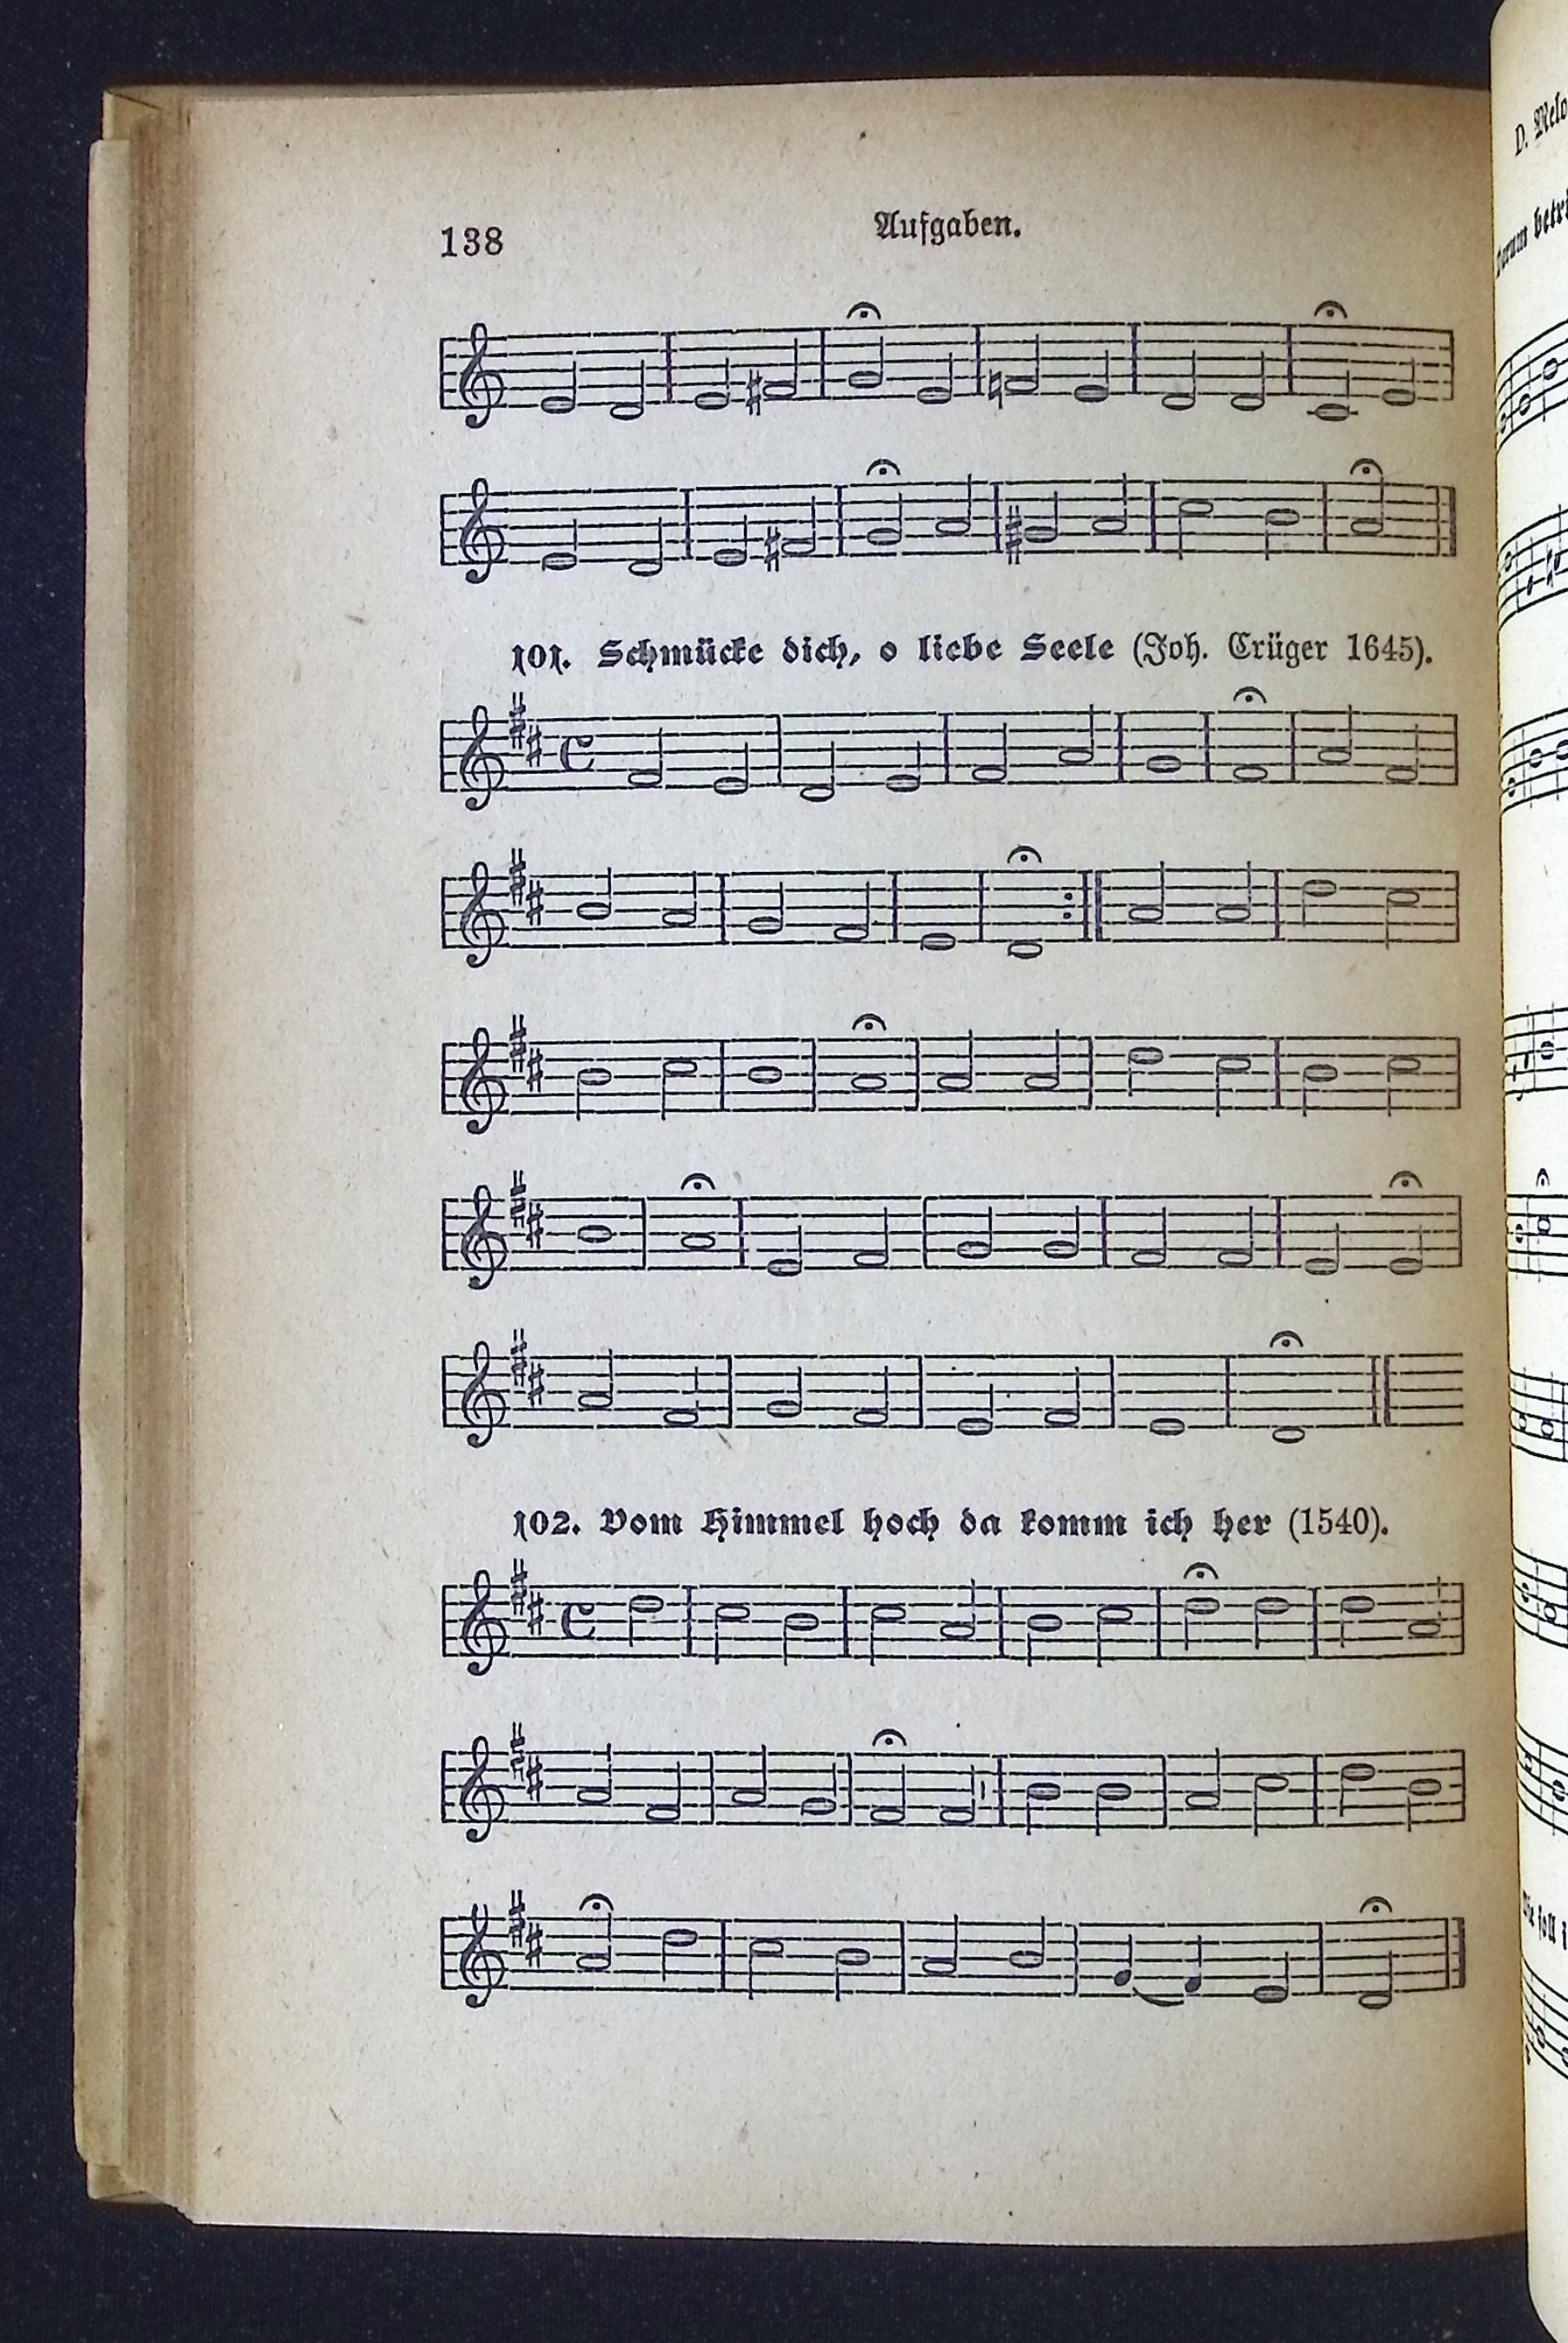 138
Aufgaben.
101. Schmücke dich, o liebe Seele (Joh. Crüger 1645).
102. Vom Himmel hoch da komm ich her (1540).
D.
betr